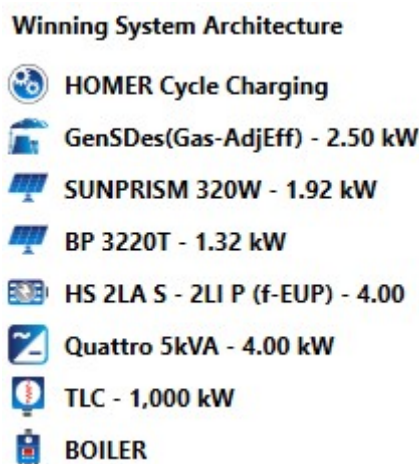 Winning System Architecture
HOMER Cycle Charging
GenSDes(Gas-AdjEff) - 2.50 kW
SUNPRISM 320W - 1.92 kW
BP 3220T - 1.32 kW
HS 2LA S - 2LI P (f-EUP) - 4.00
Quattro 5kVA - 4.00 kW
TLC - 1,000 kW
BOILER